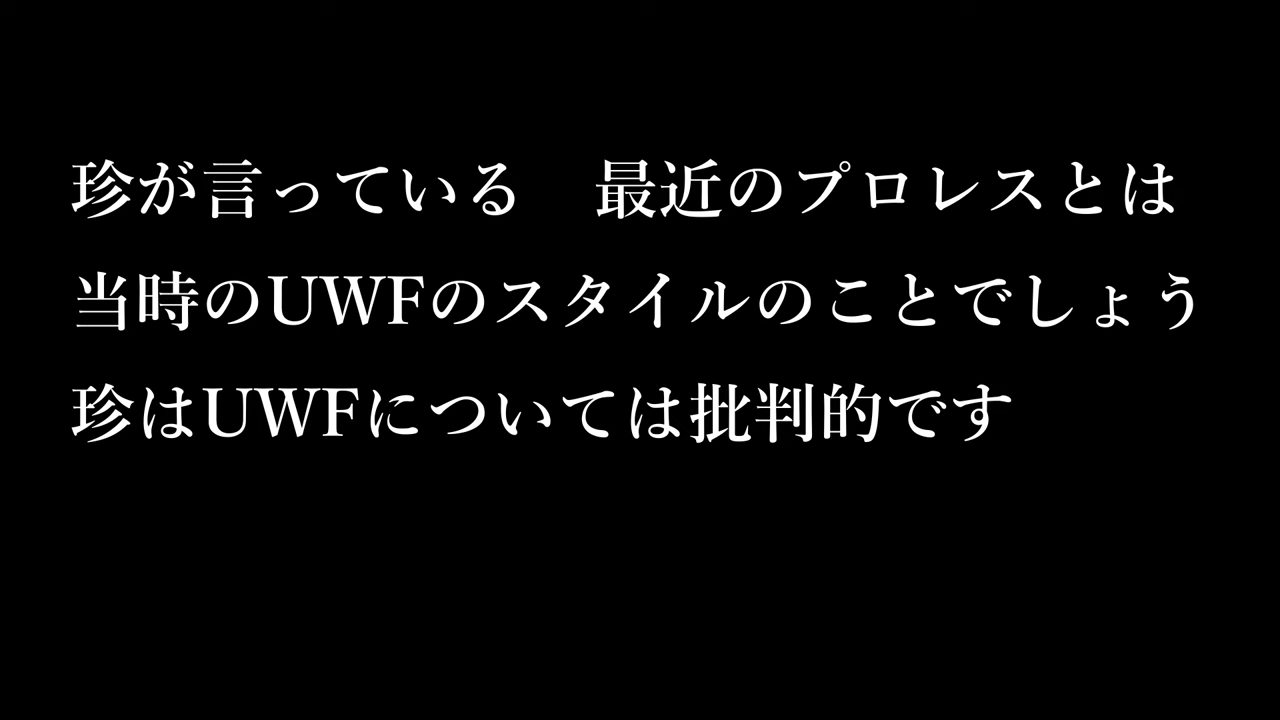 珍が言っている　最近のプロレスとは
当時のUWFのスタイルのことでしょう
珍はUWFについては批判的です